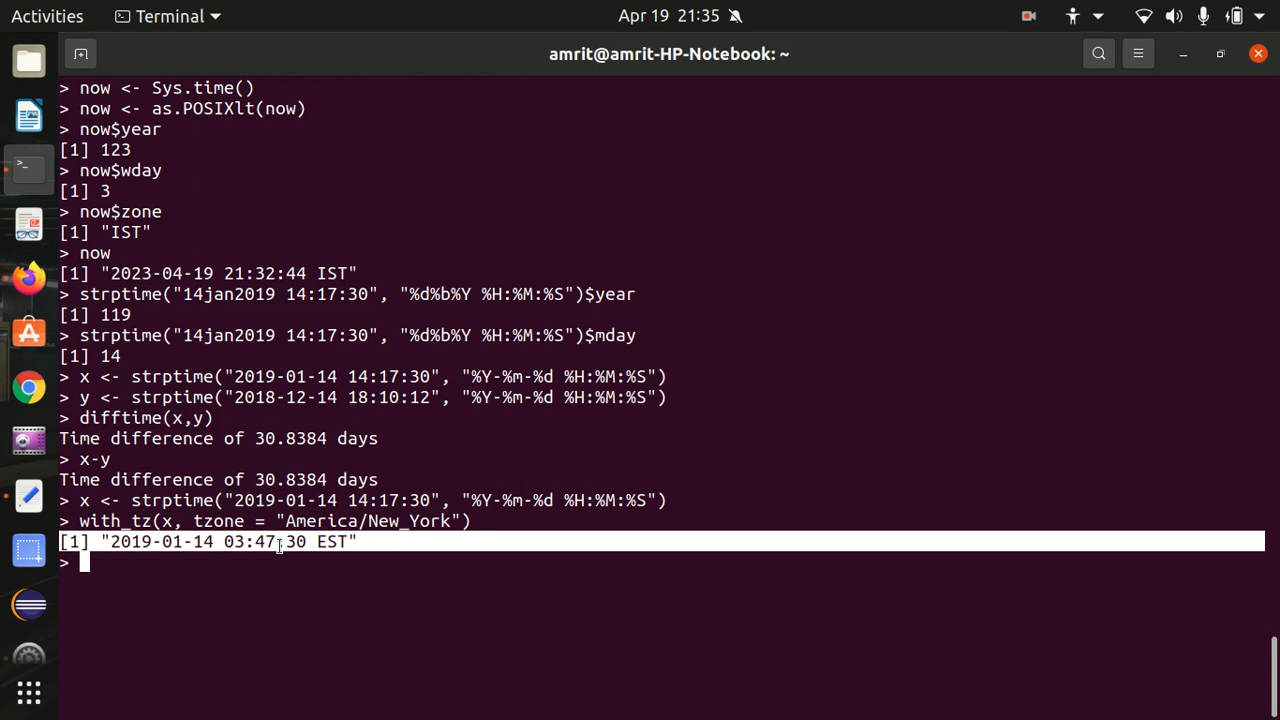 Activities
Terminal
Apr 19 21:35
amrit@amrit-HP-Notebook: ~
> now <- Sys.time()
> now <- as.POSIXlt(now)
> now$year
[1] 123
> now$wday
[1] 3
> now$zone
[1] "IST"
> now
[1] "2023-04-19 21:32:44 IST"
> strptime("14jan2019 14:17:30", "%d%b%Y %H:%M:%S")$year
[1] 119
> strptime("14jan2019 14:17:30", "%d%b%Y %H:%M:%S")$mday
[1] 14
> x <- strptime("2019-01-14 14:17:30", "%Y-%m-%d %H:%M:%S")
> y <- strptime("2018-12-14 18:10:12", "%Y-%m-%d %H:%M:%S")
> difftime(x,y)
Time difference of 30.8384 days
> x-y
Time difference of 30.8384 days
> x <- strptime("2019-01-14 14:17:30", "%Y-%m-%d %H:%M:%S")
> with_tz(x, tzone = "America/New_York")
[1] "2019-01-14 03:47:30 EST"
>